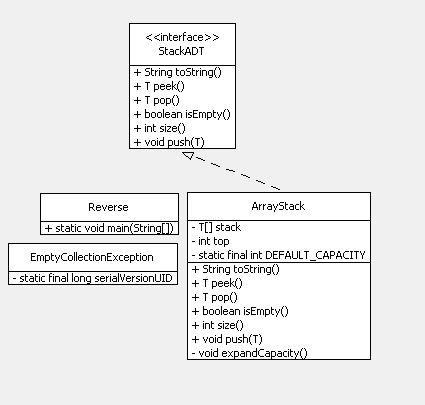 <<interface>>
StackADT
+ String toString()
+ T peek()
+ T pop()
+ boolean isEmpty()
+ int size()
+ void push(T)
Reverse
+ static void main(String[])
EmptyCollectionException
- static final long serialVersionUID
ArrayStack
- T[] stack
- int top
- static final int DEFAULT_CAPACITY
+ String toString()
+ T peek()
+ T pop()
+ boolean isEmpty()
+ int size()
+ void push(T)
- void expandCapacity()